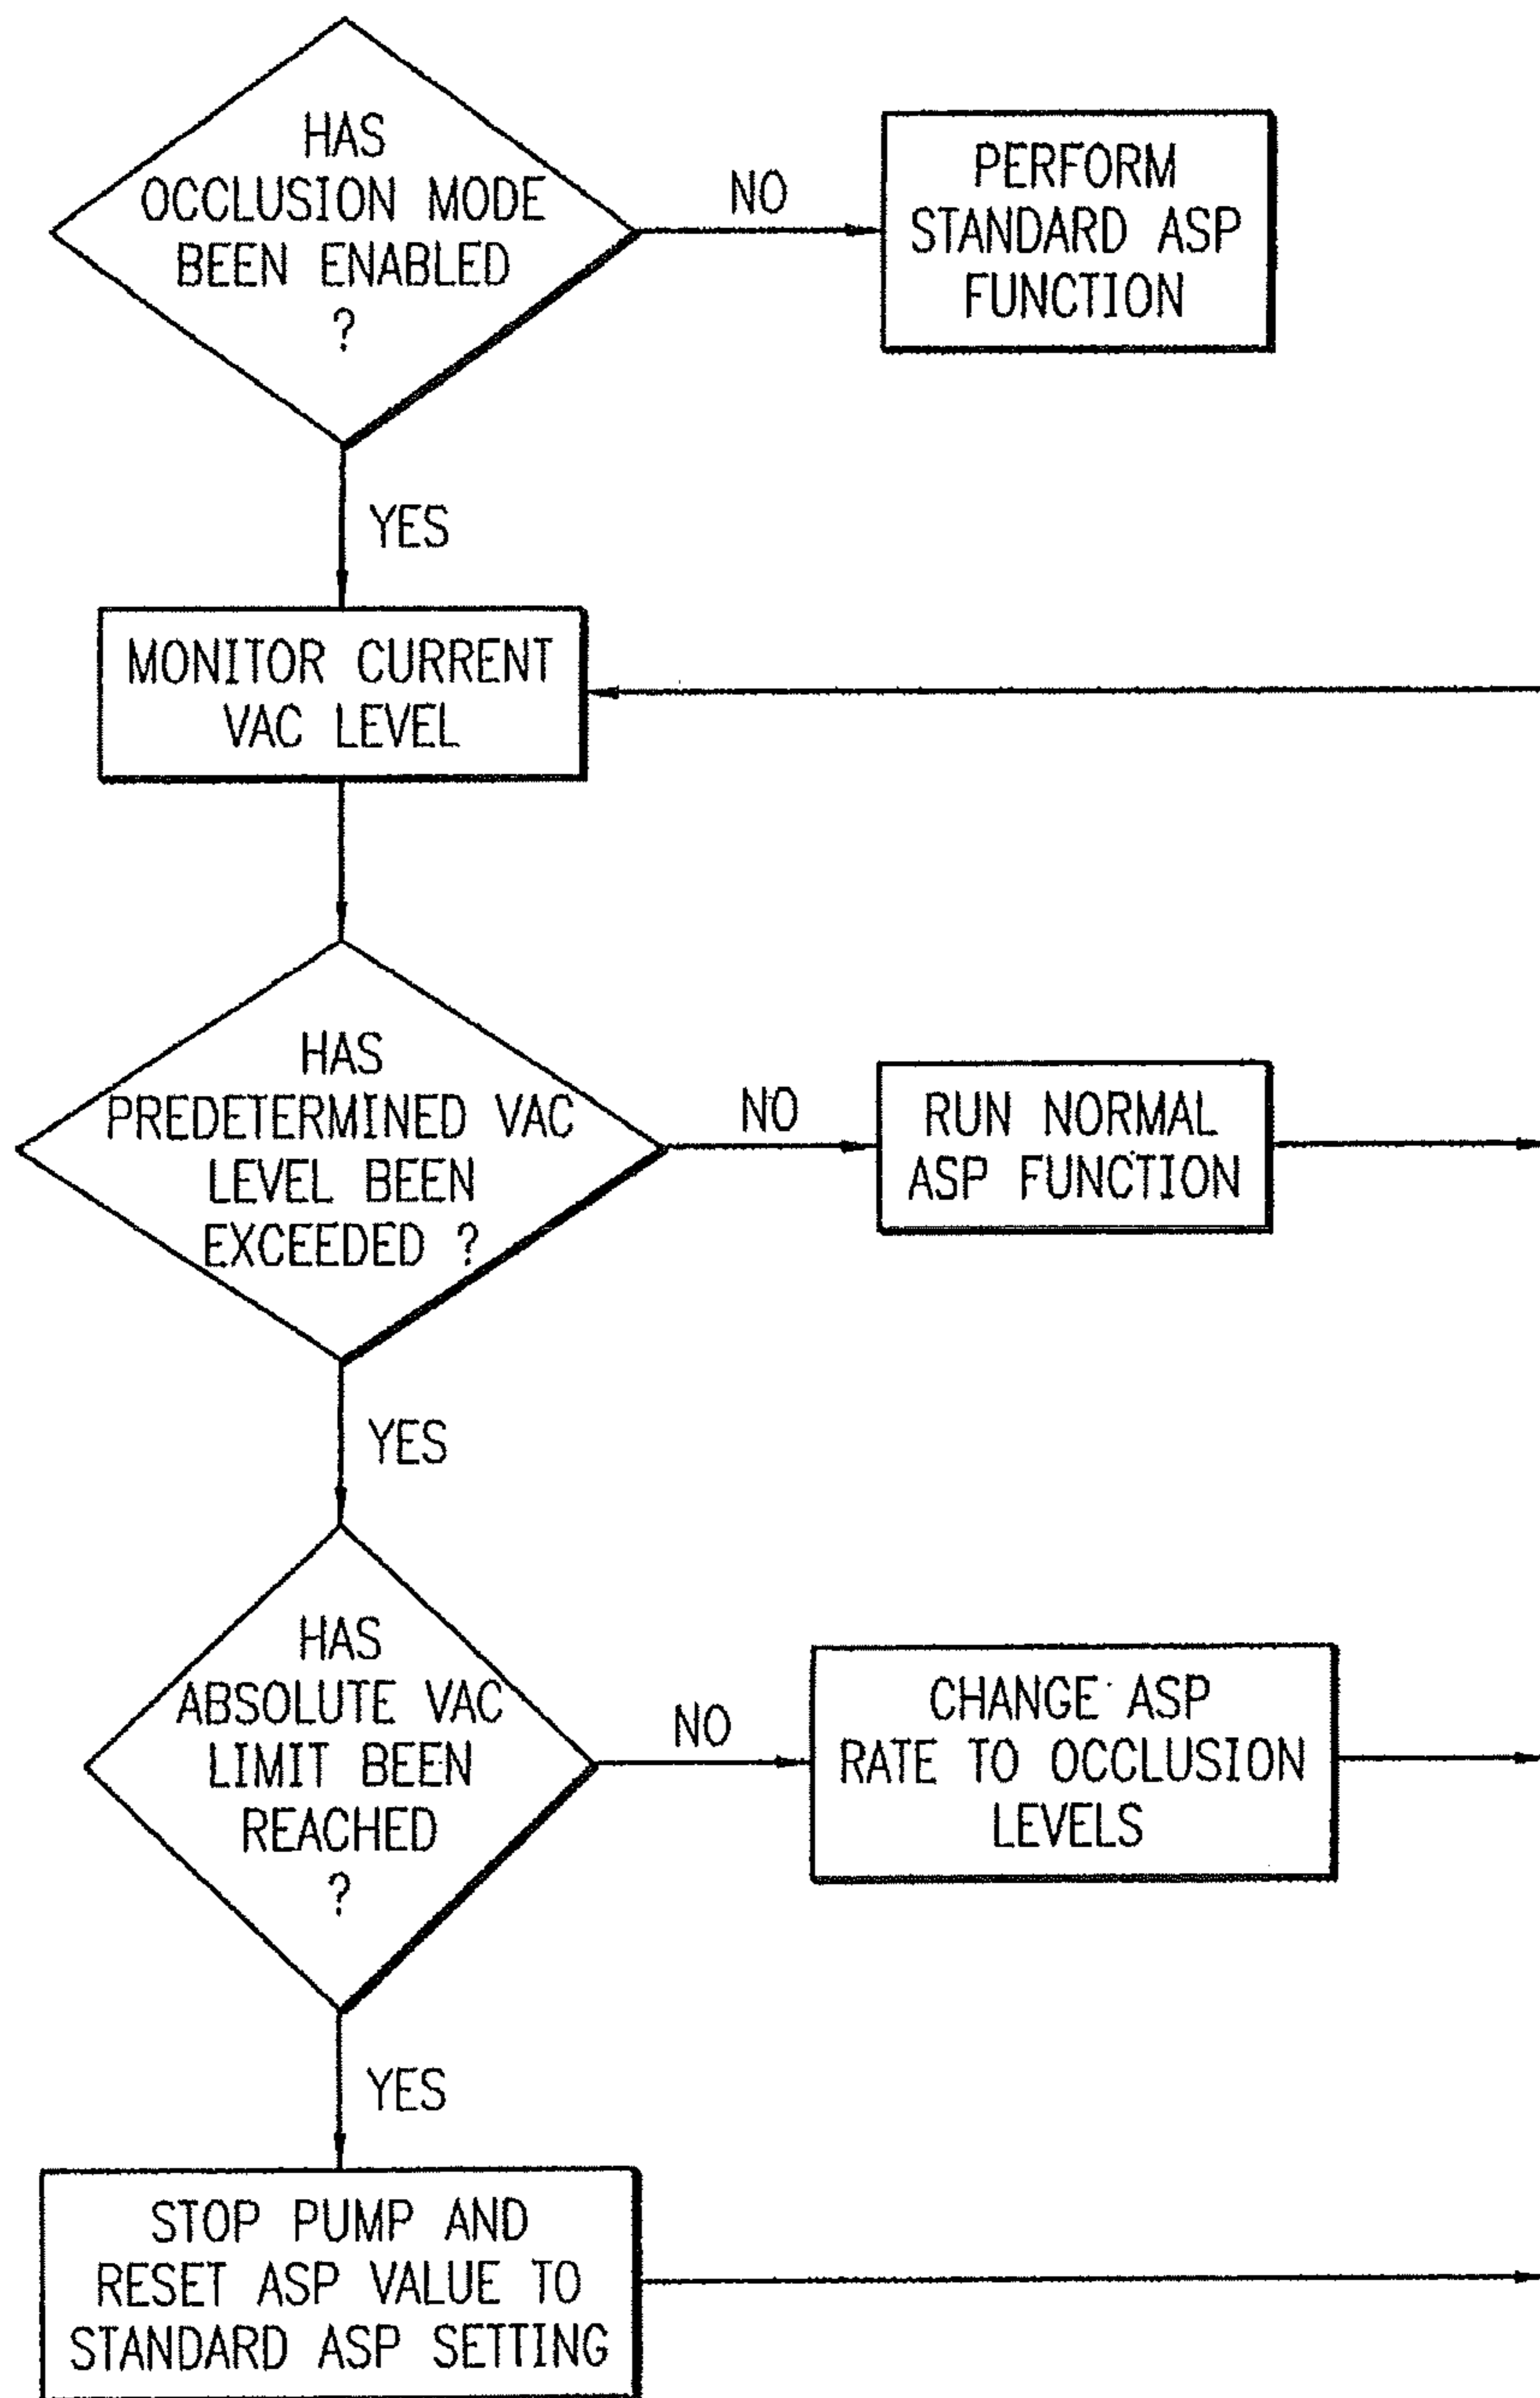 HAS
OCCLUSION MODE
BEEN ENABLED
?
NO
PERFORM
STANDARD ASP
FUNCTION
YES
MONITOR CURRENT
VAC LEVEL
HAS
PREDETERMINED VAC
LEVEL BEEN
EXCEEDED ?
NO
RUN NORMAL
ASP FUNCTION
YES
HAS
ABSOLUTE VAC
LIMIT BEEN
REACHED
?
NO
CHANGE ASP
RATE TO OCCLUSION
LEVELS
YES
STOP PUMP AND
RESET ASP VALUE TO
STANDARD ASP SETTING